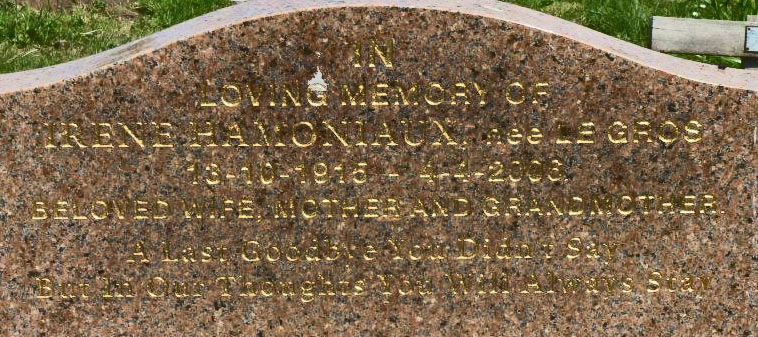 IN
LOVING MEMORY OF
IRENE HAMONIAUX, née LE GROS
13-10-1915 - 4-4-2003
BELOVED WIFE, MOTHER AND GRANDMOTHER.
A Last Goodbye You Didn't Say
But In Our Thoughts You Will Always Stay